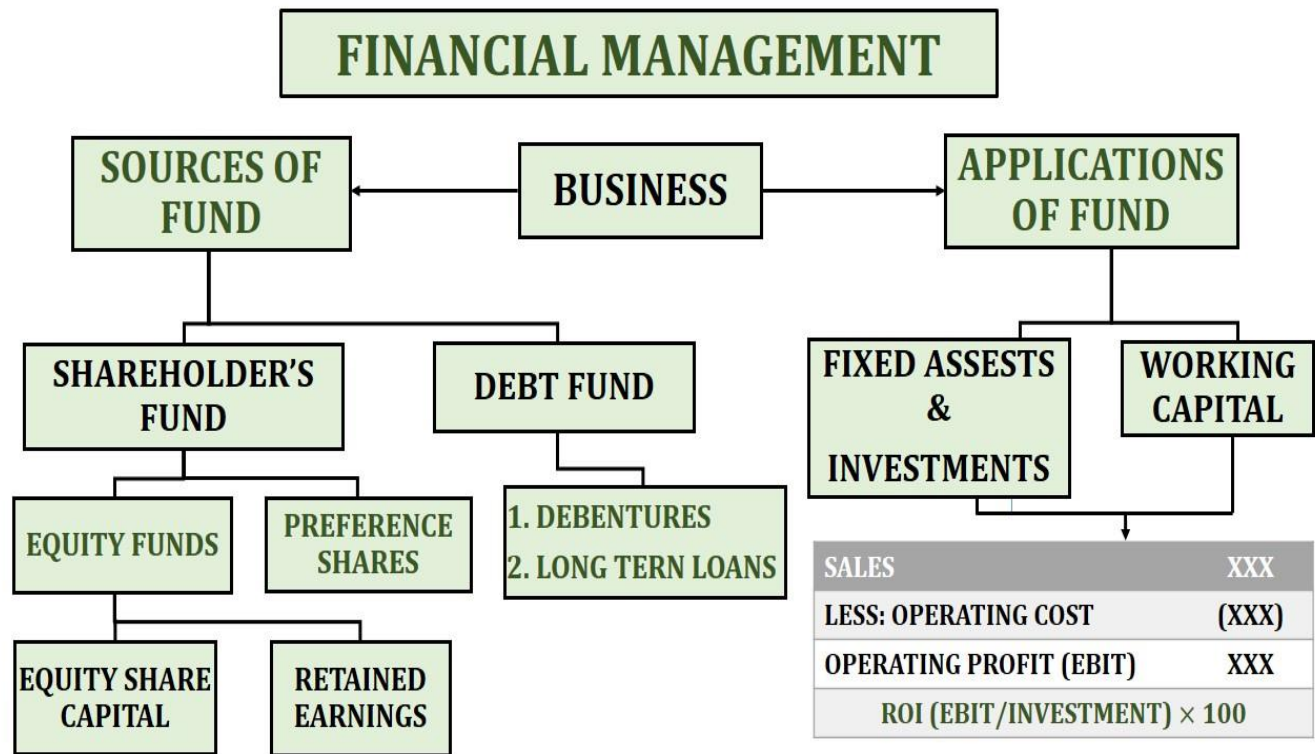 FINANCIAL MANAGEMENT
SOURCES OF
FUND
BUSINESS
APPLICATIONS
OF FUND
SHAREHOLDER'S
FUND
DEBT FUND
FIXED ASSESTS
&
INVESTMENTS
WORKING
CAPITAL
EQUITY FUNDS
PREFERENCE
SHARES
1. DEBENTURES
2. LONG TERN LOANS
EQUITY SHARE
CAPITAL
RETAINED
EARNINGS
SALES XXX
LESS: OPERATING COST (XXX)
OPERATING PROFIT (EBIT) XXX
ROI (EBIT/INVESTMENT) × 100